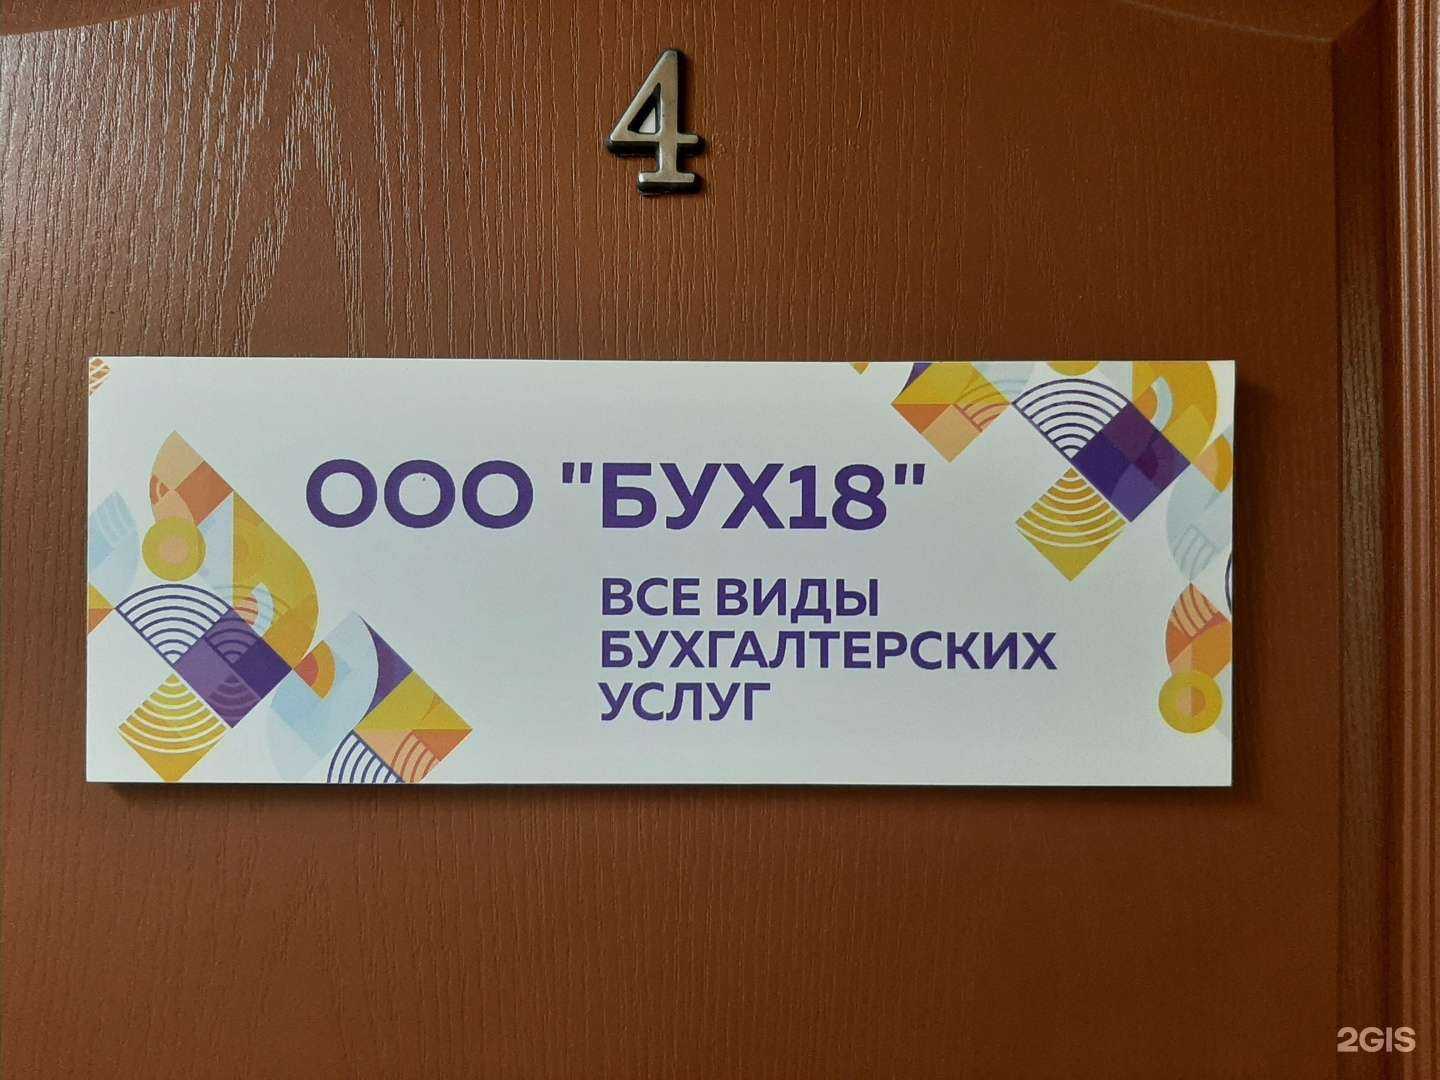 4
ООО "БУХ18"
ВСЕ ВИДЫ
БУХГАЛТЕРСКИХ
УСЛУГ
2GIS